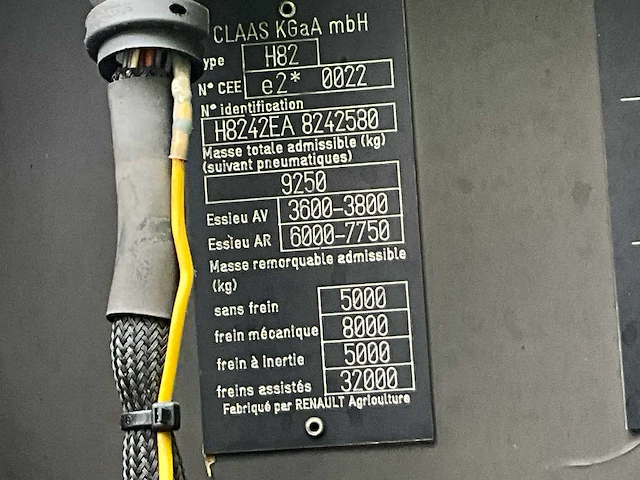 CLAAS KGaA mbH
ype H82
N° CEE e2* 0022
N° identification
H8242EA 8242580
Masse totale admissible (kg)
(suivant pneumatiques)
9250
Essieu AV 3600-3800
Essieu AR 6000-7750
Masse remorquable admissible
(kg)
sans frein 5000
frein mécanique 8000
frein à inertie 5000
freins assistés 32000
Fabriqué par RENAULT Agriculture